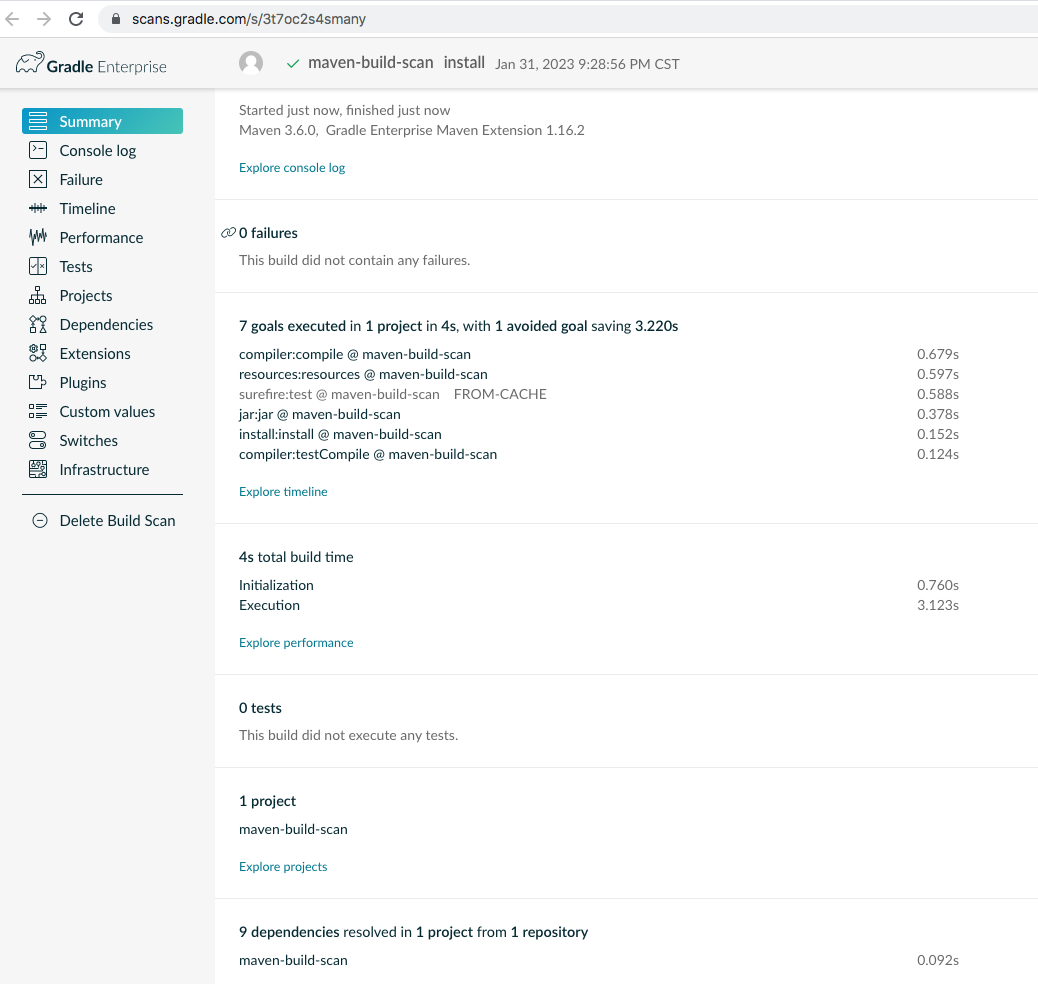 scans.gradle.com/s/3t7oc2s4smany
Gradle Enterprise
maven-build-scan install Jan 31, 2023 9:28:56 PM CST
Summary
Console log
Failure
Timeline
Performance
Tests
Projects
Dependencies
Extensions
Plugins
Custom values
Switches
Infrastructure
Delete Build Scan
Started just now, finished just now
Maven 3.6.0, Gradle Enterprise Maven Extension 1.16.2
Explore console log
0 failures
This build did not contain any failures.
7 goals executed in 1 project in 4s, with 1 avoided goal saving 3.220s
compiler:compile @ maven-build-scan 0.679s
resources:resources @ maven-build-scan 0.597s
surefire:test @ maven-build-scan FROM-CACHE 0.588s
jar:jar @ maven-build-scan 0.378s
install:install @ maven-build-scan 0.152s
compiler:testCompile @ maven-build-scan 0.124s
Explore timeline
4s total build time
Initialization 0.760s
Execution 3.123s
Explore performance
0 tests
This build did not execute any tests.
1 project
maven-build-scan
Explore projects
9 dependencies resolved in 1 project from 1 repository
maven-build-scan 0.092s